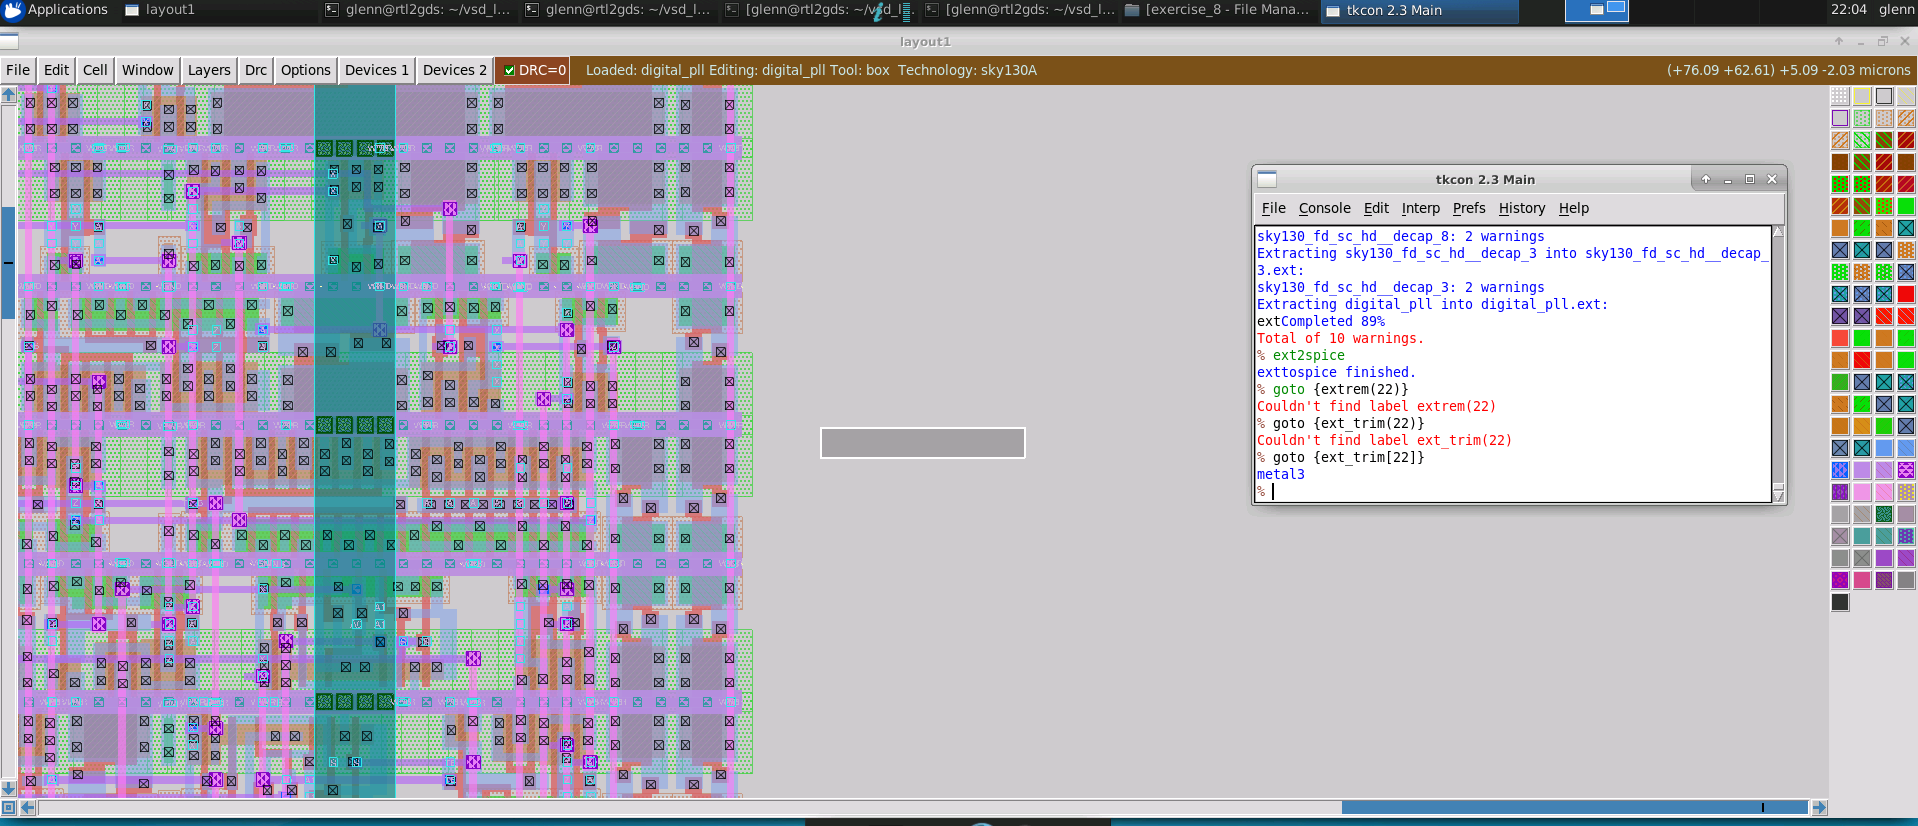 Applications
layout1
glenn@rtl2gds: ~/vsd_l...
glenn@rtl2gds: ~/vsd_l...
[glenn@rtl2gds: ~/vsd_l...
[glenn@rtl2gds: ~/vsd_l...
[exercise_8 - File Mana...
tkcon 2.3 Main
22:04
glenn
layout1
File Edit Cell Window Layers Drc Options Devices 1 Devices 2 DRC=0 Loaded: digital_pll Editing: digital_pll Tool: box Technology: sky130A (+76.09 +62.61) +5.09 -2.03 microns
tkcon 2.3 Main
File Console Edit Interp Prefs History Help
sky130_fd_sc_hd__decap_8: 2 warnings
Extracting sky130_fd_sc_hd__decap_3 into sky130_fd_sc_hd__decap_
3.ext:
sky130_fd_sc_hd__decap_3: 2 warnings
Extracting digital_pll into digital_pll.ext:
extCompleted 89%
Total of 10 warnings.
% ext2spice
exttospice finished.
% goto {extrem(22)}
Couldn't find label extrem(22)
% goto {ext_trim(22)}
Couldn't find label ext_trim(22)
% goto {ext_trim[22]}
metal3
%